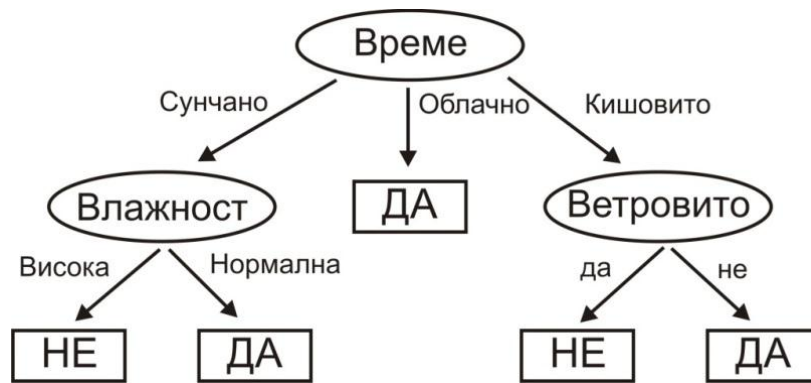 Време
Сунчано
Облачно
Кишовито
Влажност
ДА
Ветровито
Висока
Нормална
да
не
НЕ
ДА
НЕ
ДА